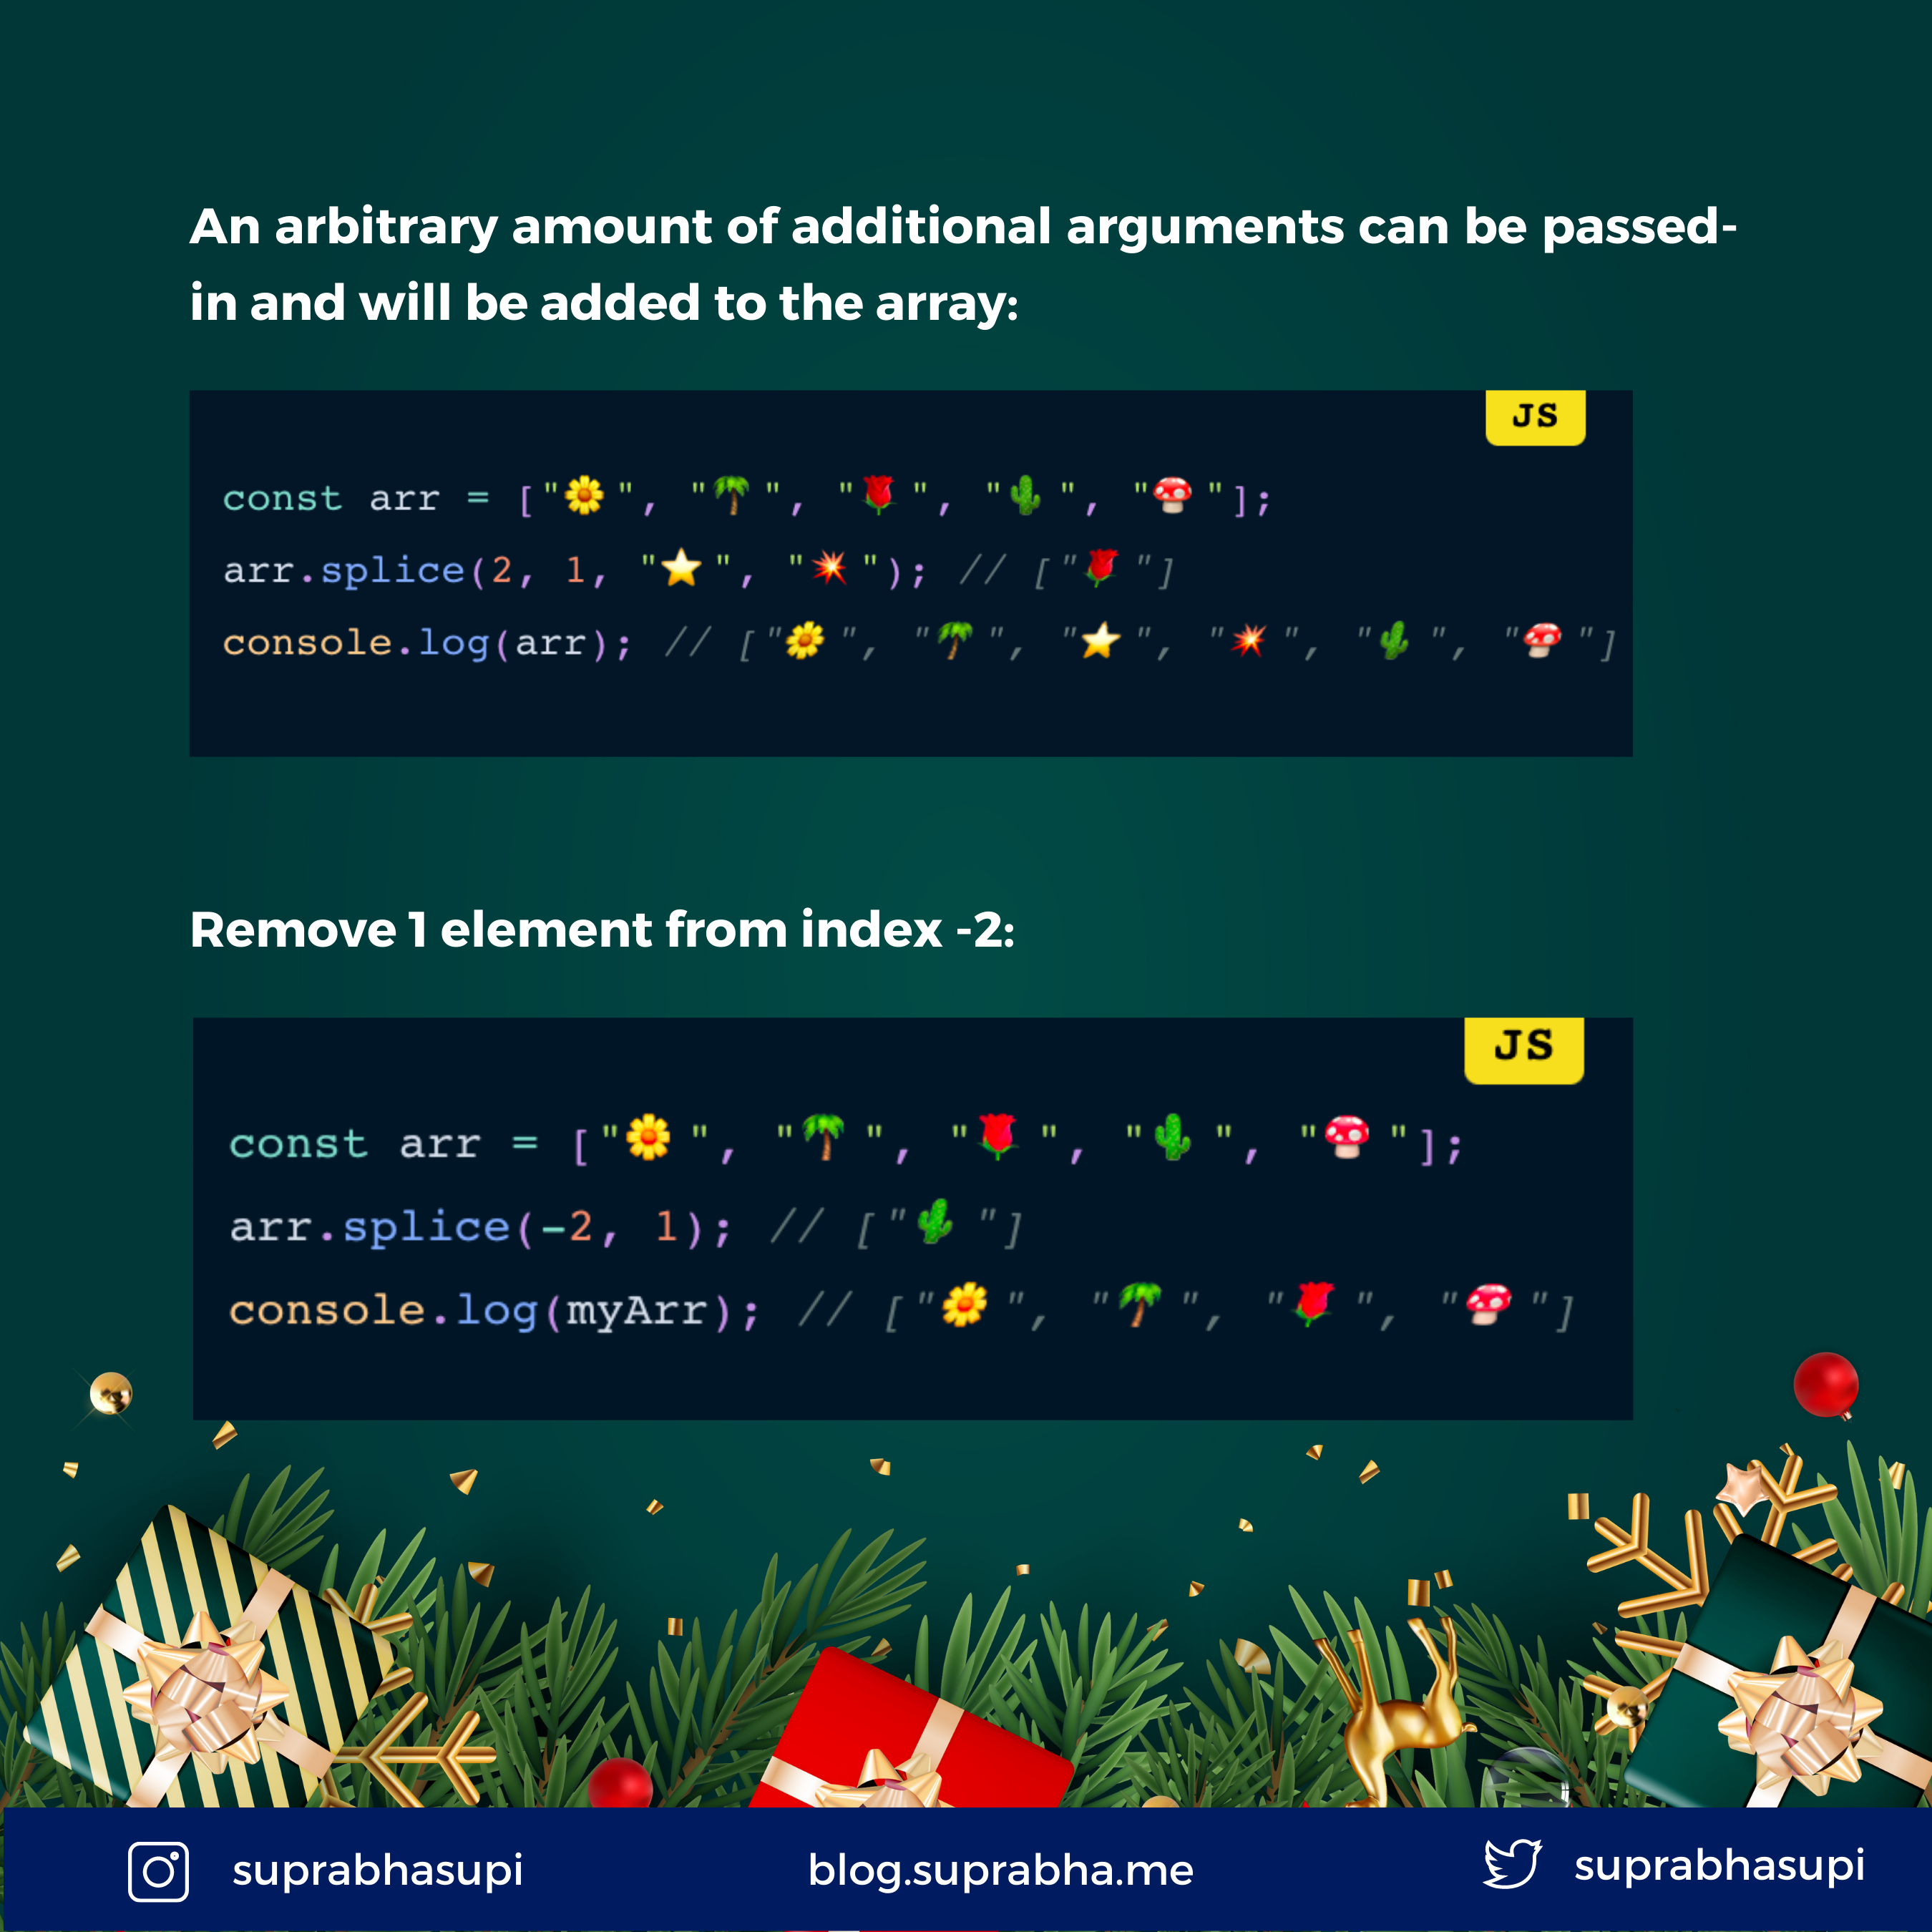 An arbitrary amount of additional arguments can be passed-
in and will be added to the array:
JS
const arr = ["🌼", "🌴", "🌹", "🌵", "🍄"];
arr.splice(2, 1, "⭐", "💥"); // ["🌹"]
console.log(arr); // ["🌼", "🌴", "⭐", "💥", "🌵", "🍄"]
Remove 1 element from index -2:
JS
const arr = ["🌼", "🌴", "🌹", "🌵", "🍄"];
arr.splice(-2, 1); // ["🌵"]
console.log(myArr); // ["🌼", "🌴", "🌹", "🍄"]
suprabhasupi
blog.suprabha.me
suprabhasupi